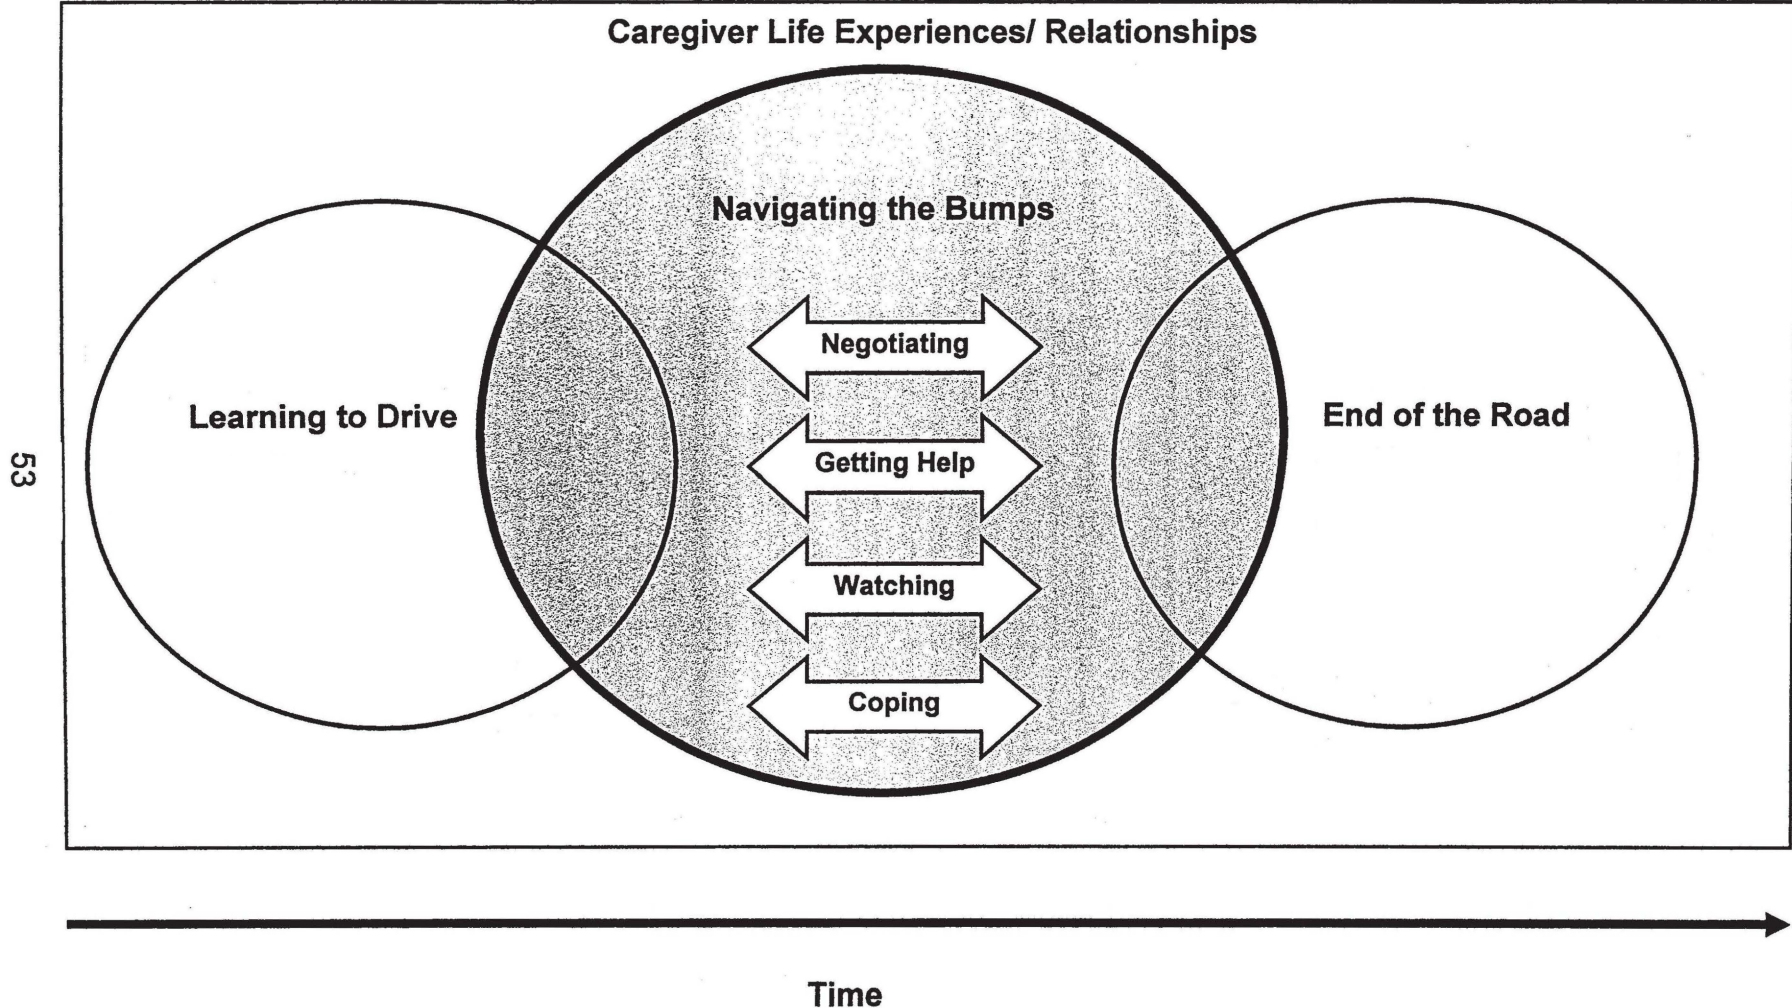 Caregiver Life Experiences/ Relationships
Navigating the Bumps
Negotiating
Learning to Drive
End of the Road
Getting Help
Watching
Coping
53
Time